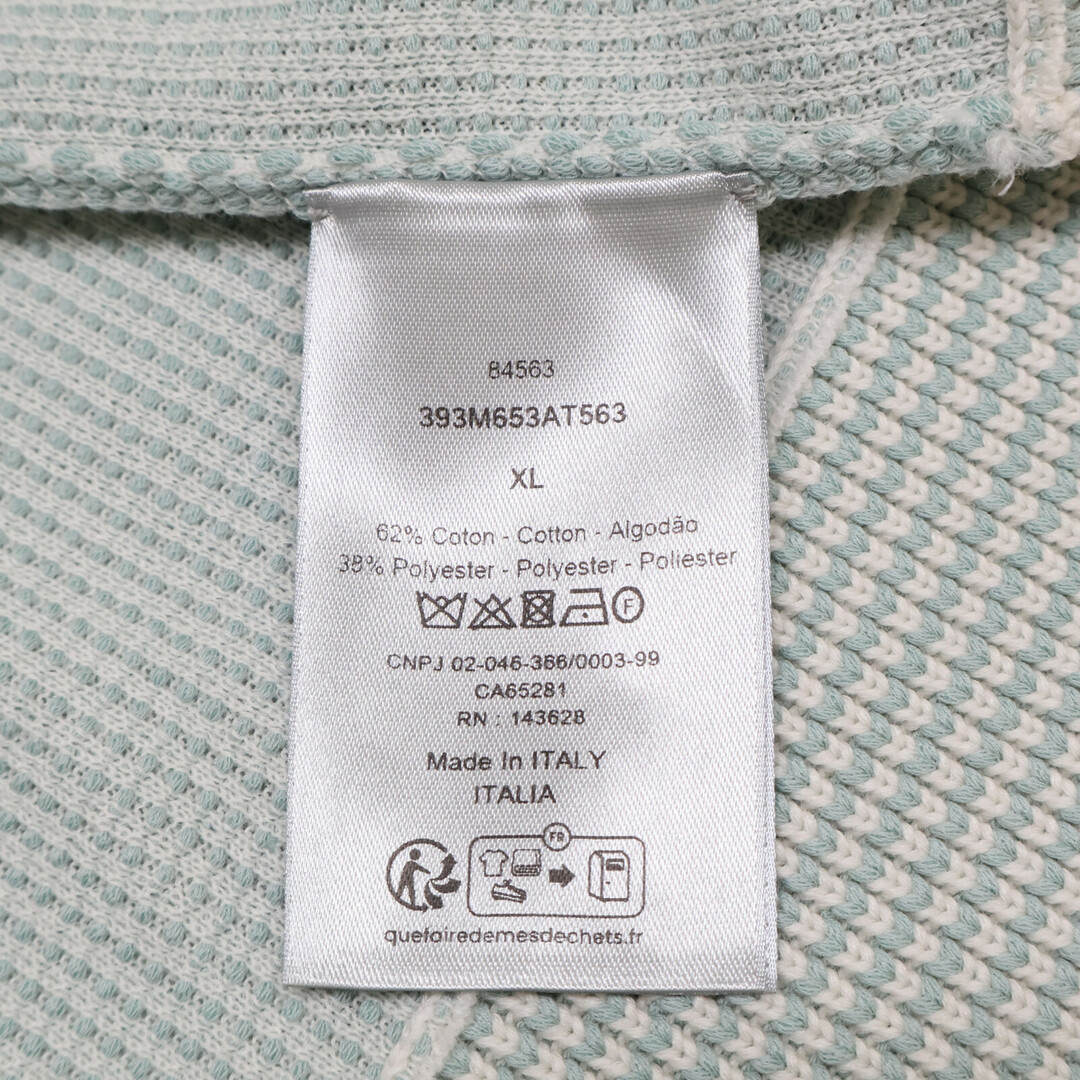 84563
393M653AT563
XL
62% Coton - Cotton - Algodão
38% Polyester - Polyester - Poliester
F
CNPJ 02-046-366/0003-99
CA65281
RN : 143628
Made In ITALY
ITALIA
FR
quefairedemesdechets.fr